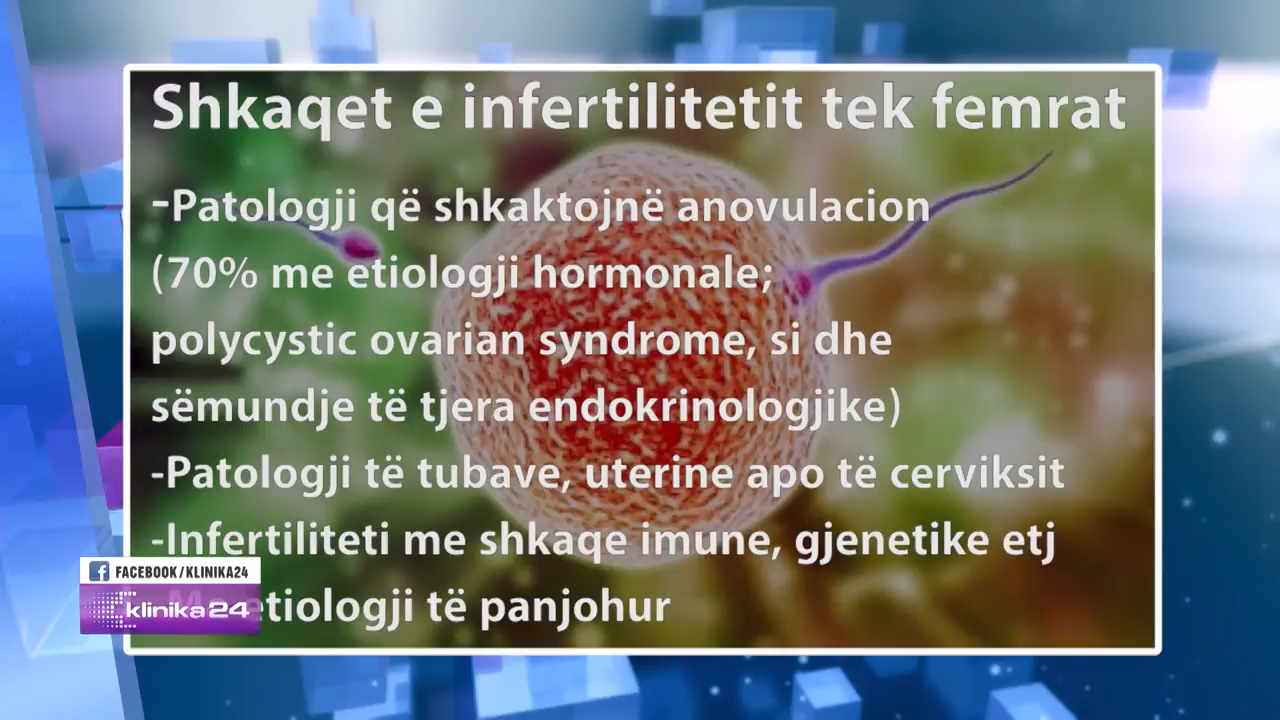 Shkaqet e infertilitetit tek femrat
-Patologji që shkaktojnë anovulacion
(70% me etiologji hormonale;
polycystic ovarian syndrome, si dhe
sëmundje të tjera endokrinologjike)
-Patologji të tubave, uterine apo të cerviksit
-Infertiliteti me shkaqe imune, gjenetike etj
etiologji të panjohur
FACEBOOK/KLINIKA24
klinika24